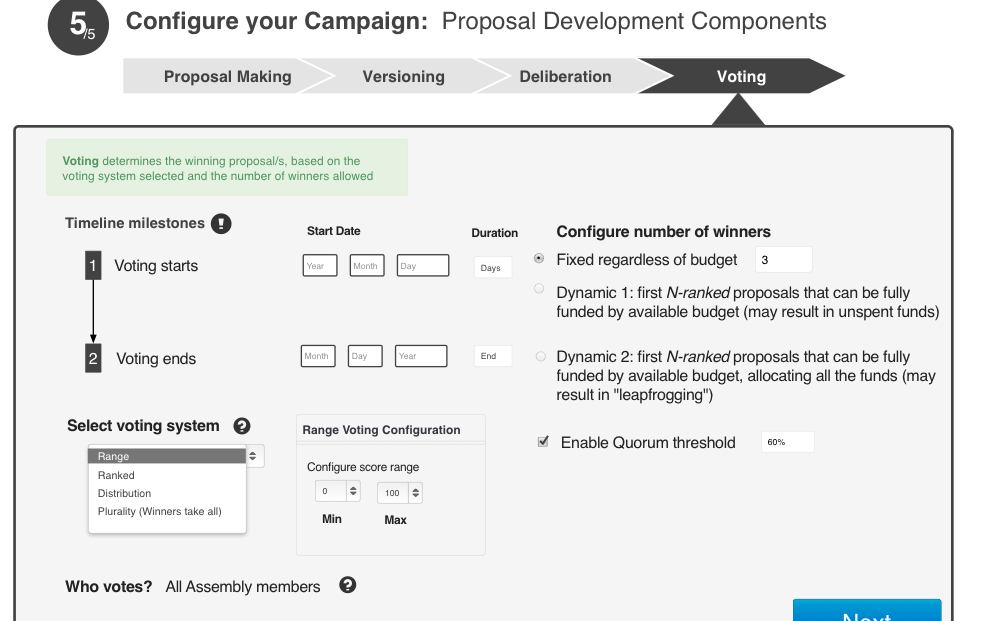 5/5
Configure your Campaign: Proposal Development Components
Proposal Making
Versioning
Deliberation
Voting
Voting determines the winning proposal/s, based on the
voting system selected and the number of winners allowed
Timeline milestones !
Start Date
Duration
1 Voting starts
Year Month Day
Days
2 Voting ends
Month Day Year
End
Configure number of winners
Fixed regardless of budget 3
Dynamic 1: first N-ranked proposals that can be fully
funded by available budget (may result in unspent funds)
Dynamic 2: first N-ranked proposals that can be fully
funded by available budget, allocating all the funds (may
result in "leapfrogging")
Enable Quorum threshold 60%
Select voting system ?
Range
Ranked
Distribution
Plurality (Winners take all)
Range Voting Configuration
Configure score range
0 100
Min Max
Who votes? All Assembly members ?
Next